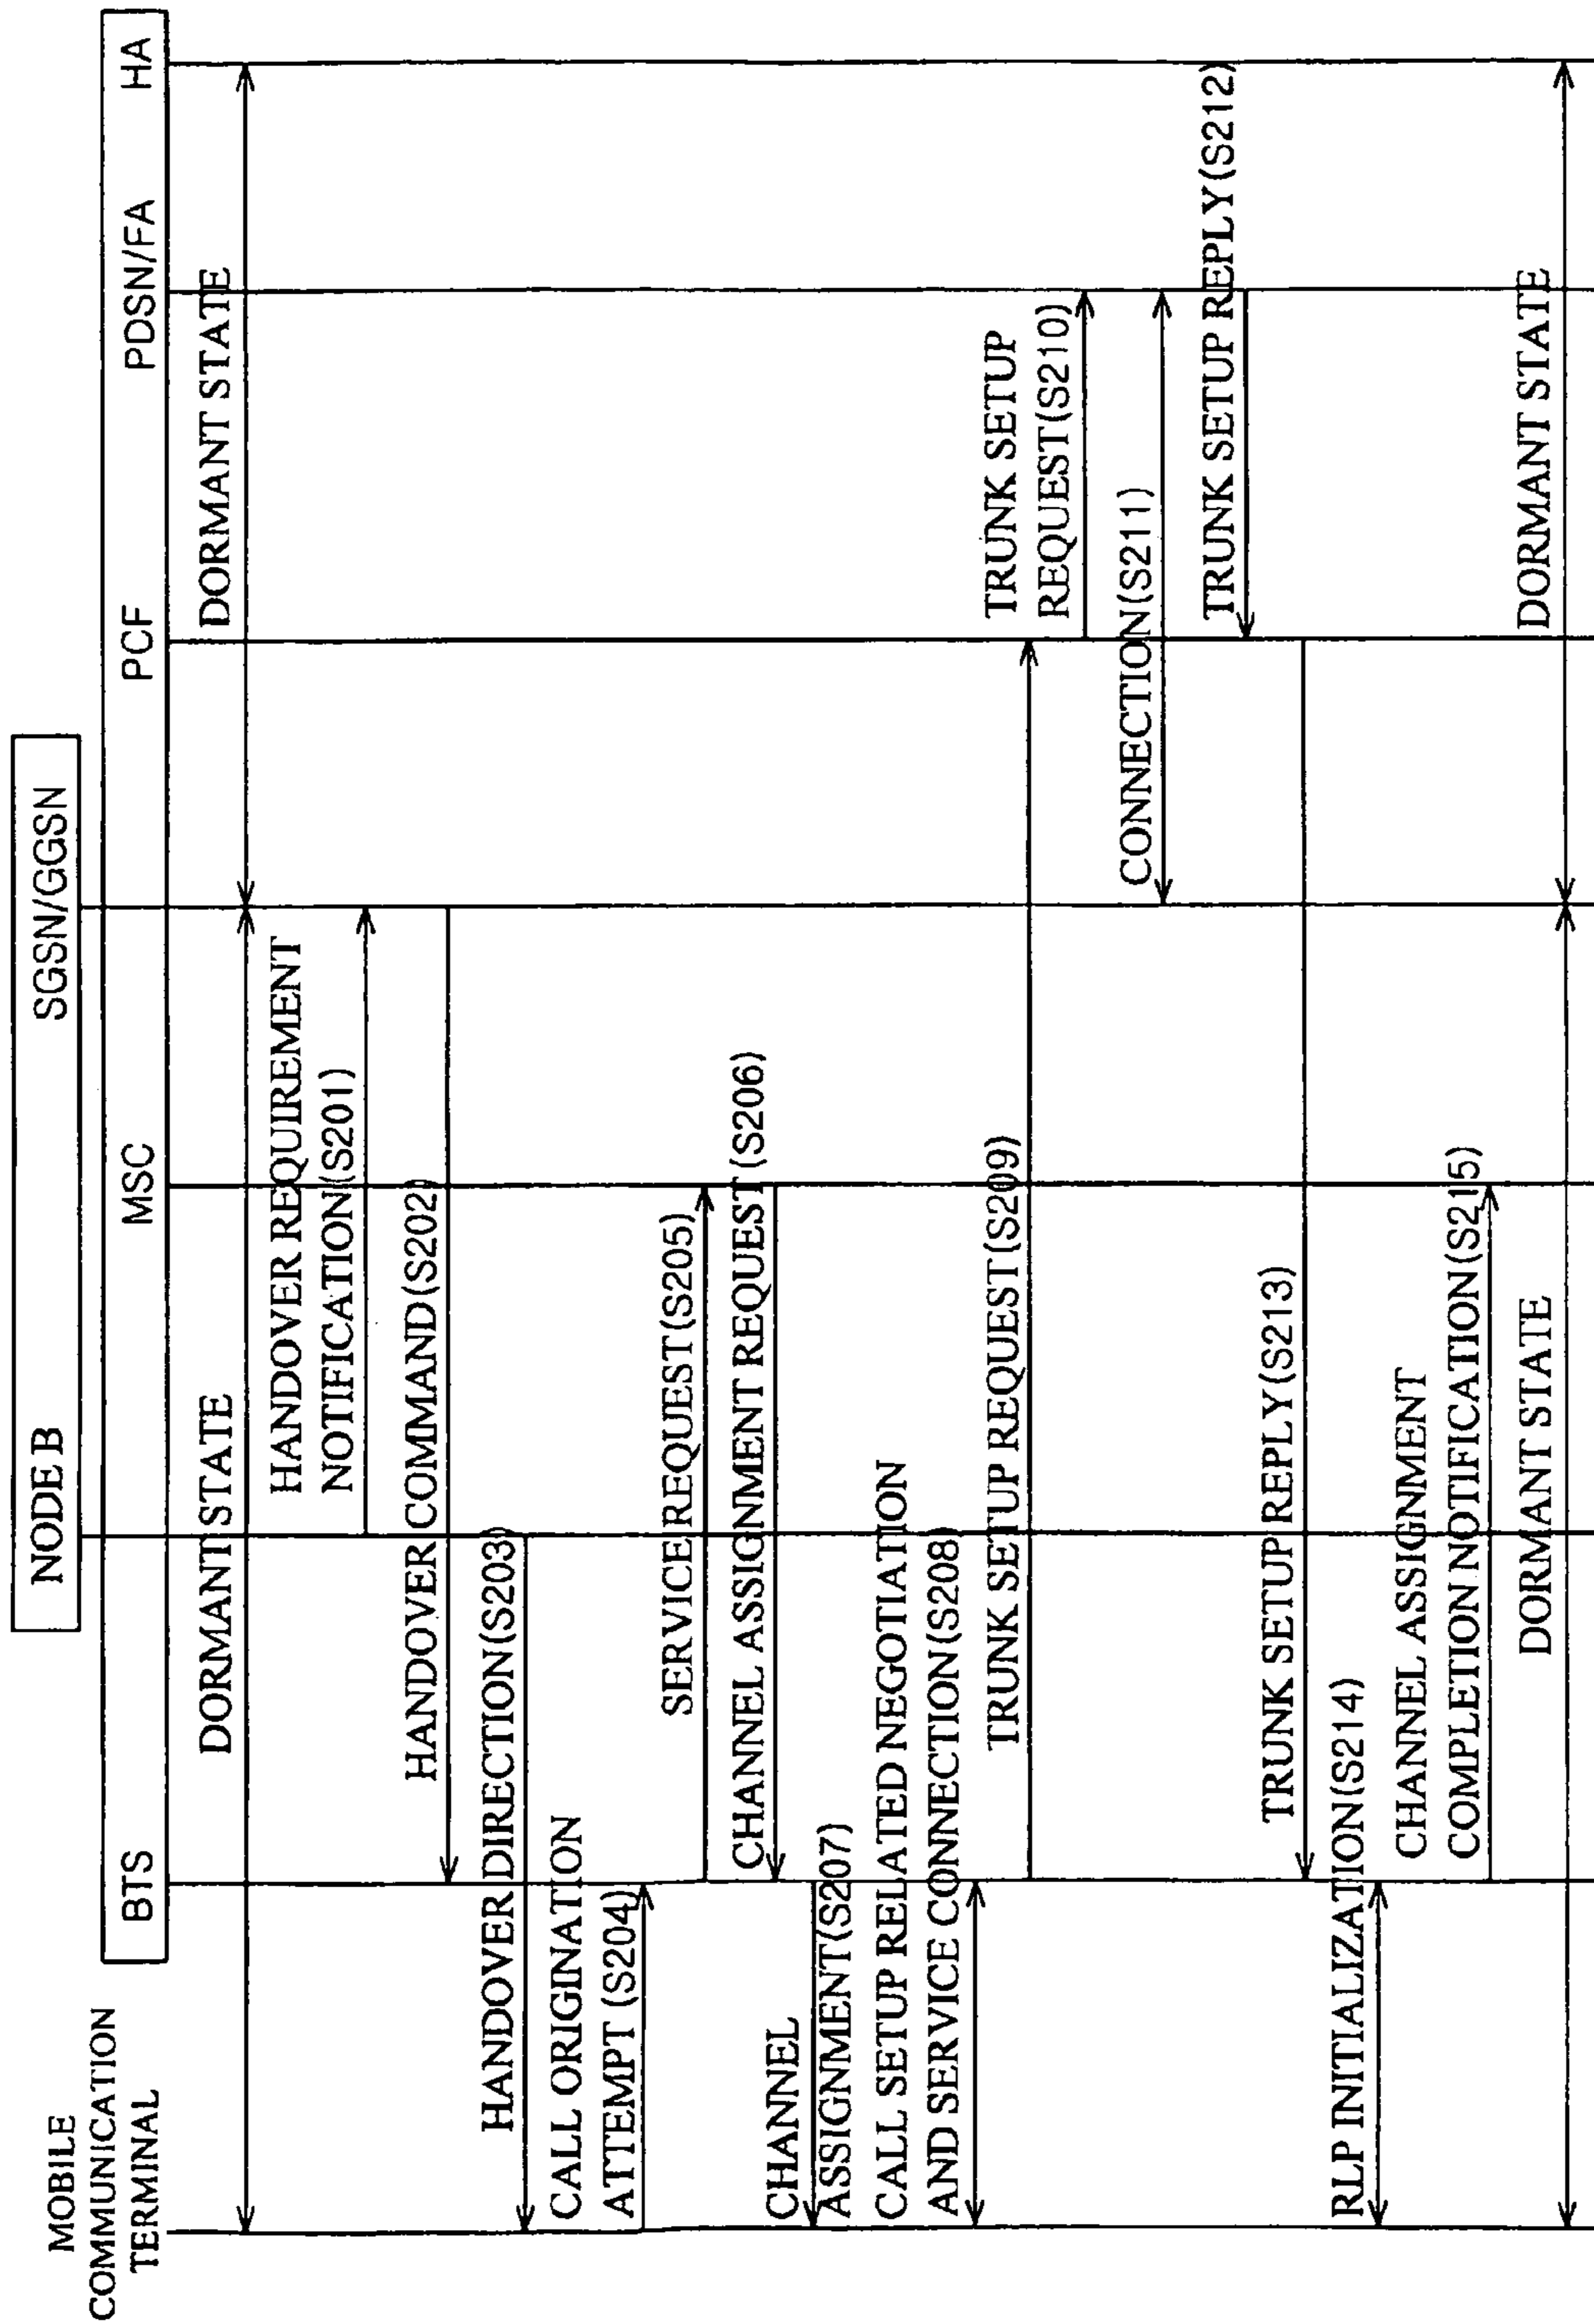 NODE B SGSN/GGSN
MOBILE
COMMUNICATION
TERMINAL
BTS MSC PCF PDSN/FA HA
DORMANT STATE DORMANT STATE
HANDOVER REQUIREMENT
NOTIFICATION(S201)
HANDOVER COMMAND(S202)
HANDOVER DIRECTION(S203)
CALL ORIGINATION
ATTEMPT (S204)
SERVICE REQUEST(S205)
CHANNEL ASSIGNMENT REQUEST(S206)
CHANNEL
ASSIGNMENT(S207)
CALL SETUP RELATED NEGOTIATION
AND SERVICE CONNECTION(S208)
TRUNK SETUP REQUEST(S209)
TRUNK SETUP
REQUEST(S210)
CONNECTION(S211)
TRUNK SETUP REPLY(S212)
TRUNK SETUP REPLY(S213)
RLP INITIALIZATION(S214)
CHANNEL ASSIGNMENT
COMPLETION NOTIFICATION(S215)
DORMANT STATE DORMANT STATE